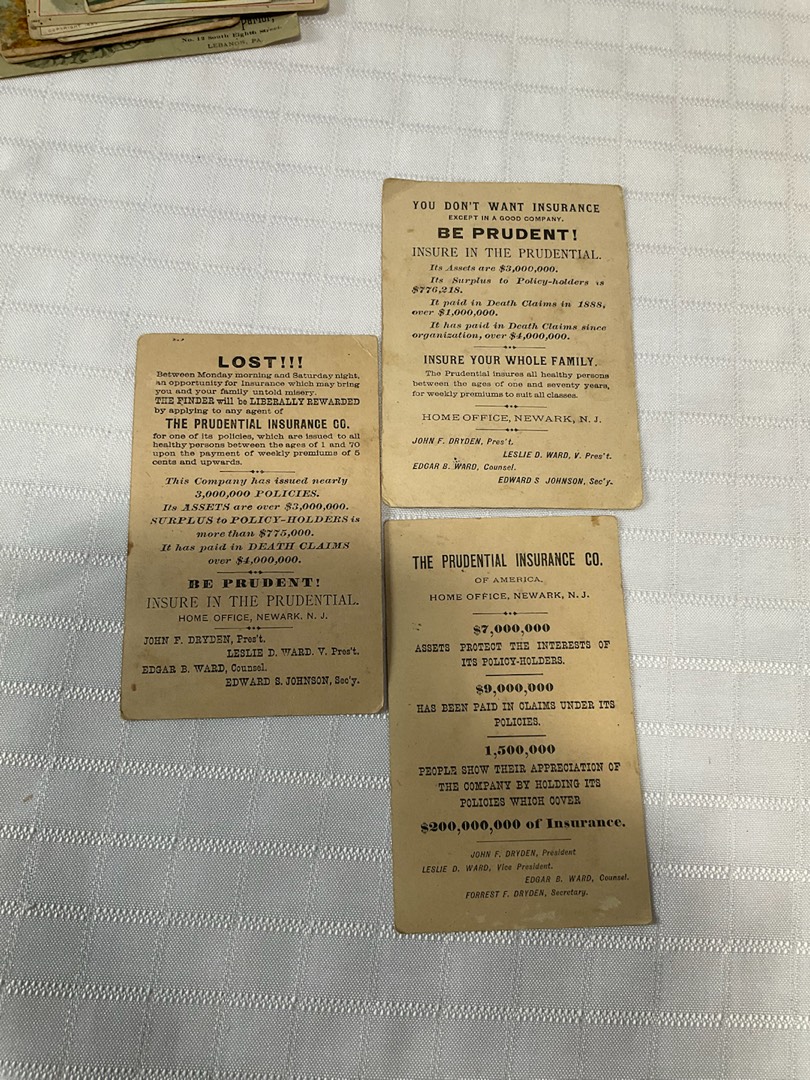 parlor,
No. 12 South Eighth Street,
LEBANON, PA.
YOU DON'T WANT INSURANCE
EXCEPT IN A GOOD COMPANY.
BE PRUDENT!
INSURE IN THE PRUDENTIAL.
Its Assets are $3,000,000.
Its Surplus to Policy-holders is
$776,218.
It paid in Death Claims in 1888,
over $1,000,000.
It has paid in Death Claims since
organization, over $4,000,000.
INSURE YOUR WHOLE FAMILY.
The Prudential insures all healthy persons
between the ages of one and seventy years,
for weekly premiums to suit all classes.
HOME OFFICE, NEWARK, N. J.
JOHN F. DRYDEN, Pres't.
LESLIE D. WARD, V. Pres't.
EDGAR B. WARD, Counsel.
EDWARD S JOHNSON, Sec'y.
LOST!!!
Between Monday morning and Saturday night,
an opportunity for Insurance which may bring
you and your family untold misery.
THE FINDER will be LIBERALLY REWARDED
by applying to any agent of
THE PRUDENTIAL INSURANCE CO.
for one of its policies, which are issued to all
healthy persons between the ages of 1 and 70
upon the payment of weekly premiums of 5
cents and upwards.
This Company has issued nearly
3,000,000 POLICIES.
Its ASSETS are over $3,000,000.
SURPLUS to POLICY-HOLDERS is
more than $775,000.
It has paid in DEATH CLAIMS
over $4,000,000.
BE PRUDENT!
INSURE IN THE PRUDENTIAL.
HOME OFFICE, NEWARK, N. J.
JOHN F. DRYDEN, Pres't.
LESLIE D. WARD. V. Pres't.
EDGAR B. WARD, Counsel.
EDWARD S. JOHNSON, Sec'y.
THE PRUDENTIAL INSURANCE CO.
OF AMERICA,
HOME OFFICE, NEWARK, N. J.
$7,000,000
ASSETS PROTECT THE INTERESTS OF
ITS POLICY-HOLDERS.
$9,000,000
HAS BEEN PAID IN CLAIMS UNDER ITS
POLICIES.
1,500,000
PEOPLE SHOW THEIR APPRECIATION OF
THE COMPANY BY HOLDING ITS
POLICIES WHICH COVER
$200,000,000 of Insurance.
JOHN F. DRYDEN, President
LESLIE D. WARD, Vice President.
EDGAR B. WARD, Counsel.
FORREST F. DRYDEN, Secretary.